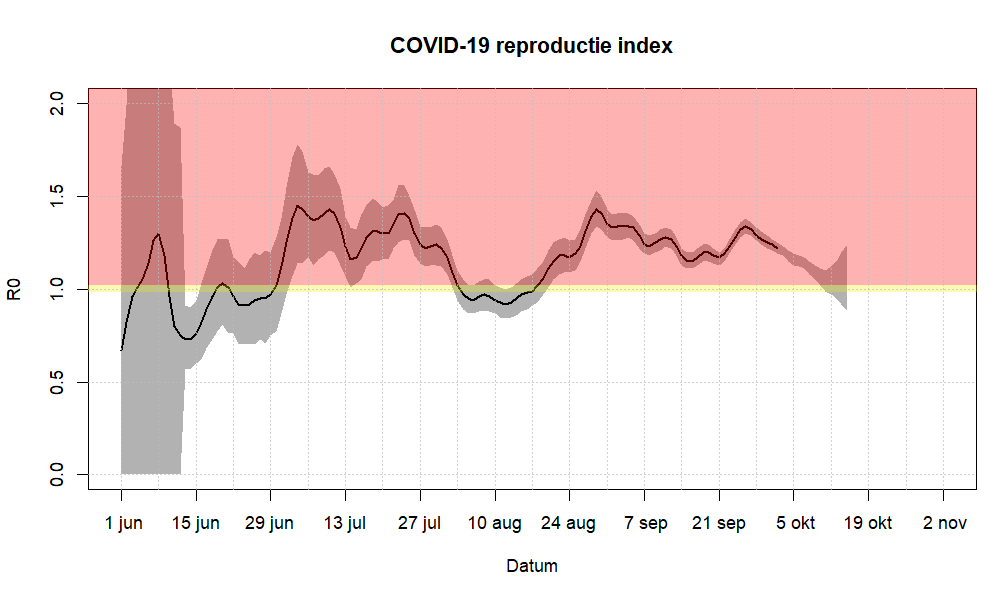 COVID-19 reproductie index
R0
2.0
1.5
1.0
0.5
0.0
1 jun 15 jun 29 jun 13 jul 27 jul 10 aug 24 aug 7 sep 21 sep 5 okt 19 okt 2 nov
Datum